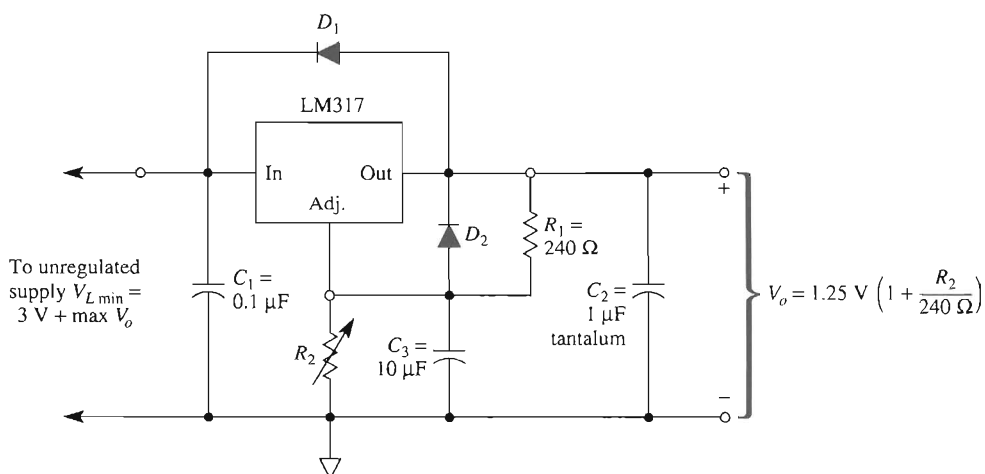 D₁
LM317
In
Out
Adj.
+
D₂
R₁ =
240 Ω
To unregulated
supply V_L min =
3 V + max Vₒ
C₁ =
0.1 μF
C₂ =
1 μF
tantalum
Vₒ = 1.25 V (1 + R₂/240 Ω)
R₂
C₃ =
10 μF
−